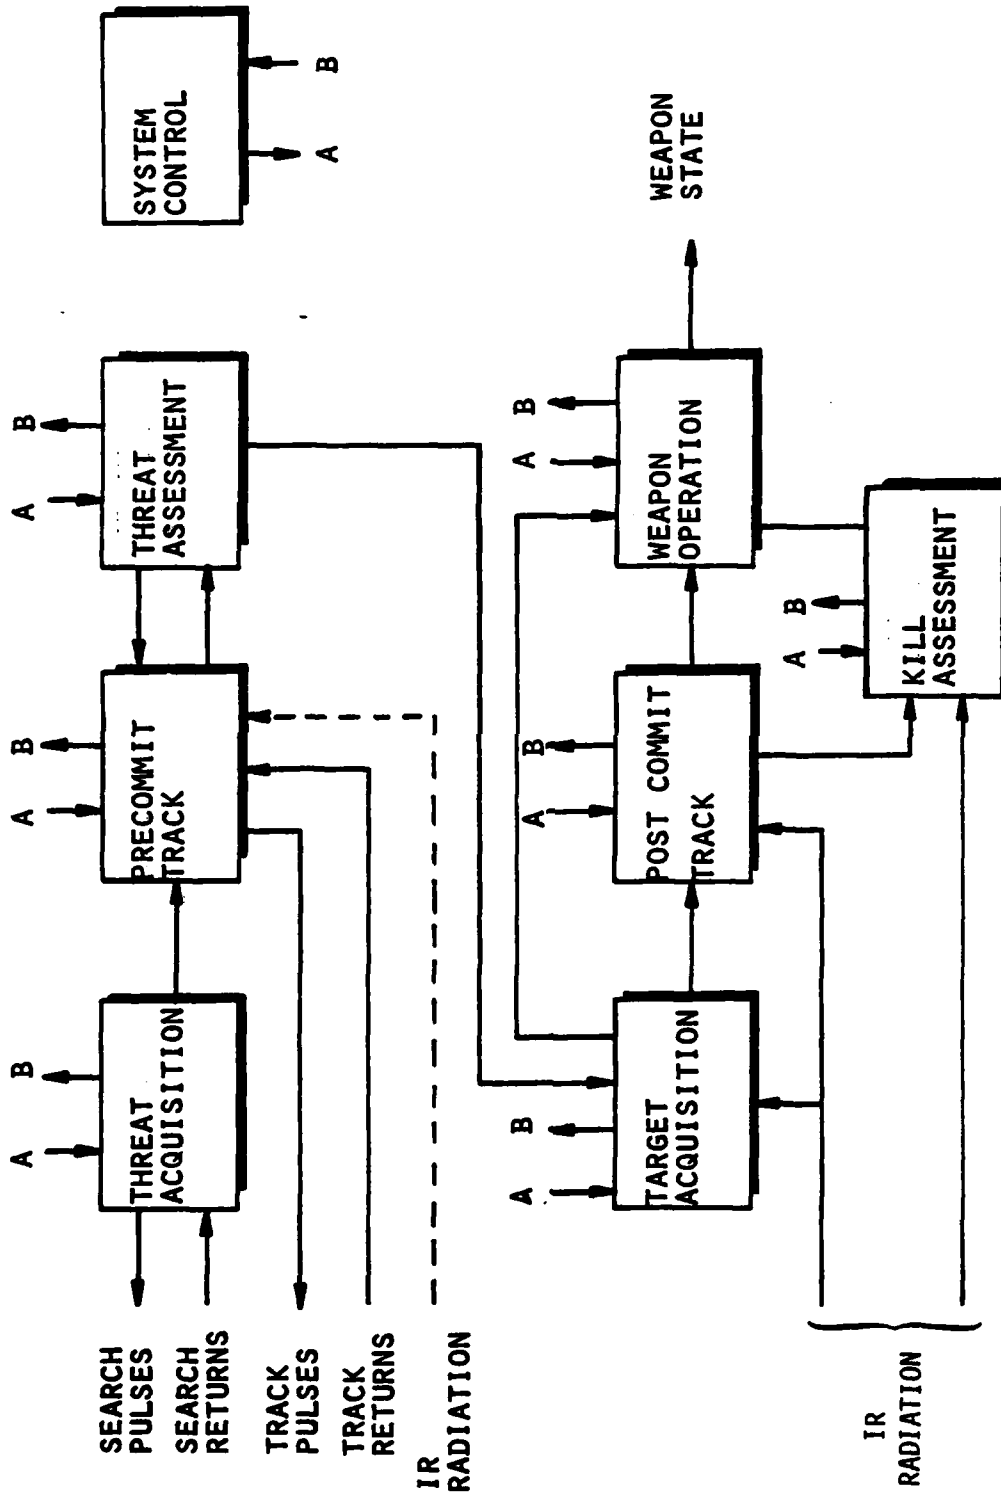 SEARCH
PULSES
SEARCH
RETURNS
TRACK
PULSES
TRACK
RETURNS
IR
RADIATION
A
B
THREAT
ACQUISITION
A
B
PRECOMMIT
TRACK
A
B
THREAT
ASSESSMENT
SYSTEM
CONTROL
A
B
IR
RADIATION
A
B
TARGET
ACQUISITION
A
B
POST COMMIT
TRACK
A
B
WEAPON
OPERATION
WEAPON
STATE
A
B
KILL
ASSESSMENT